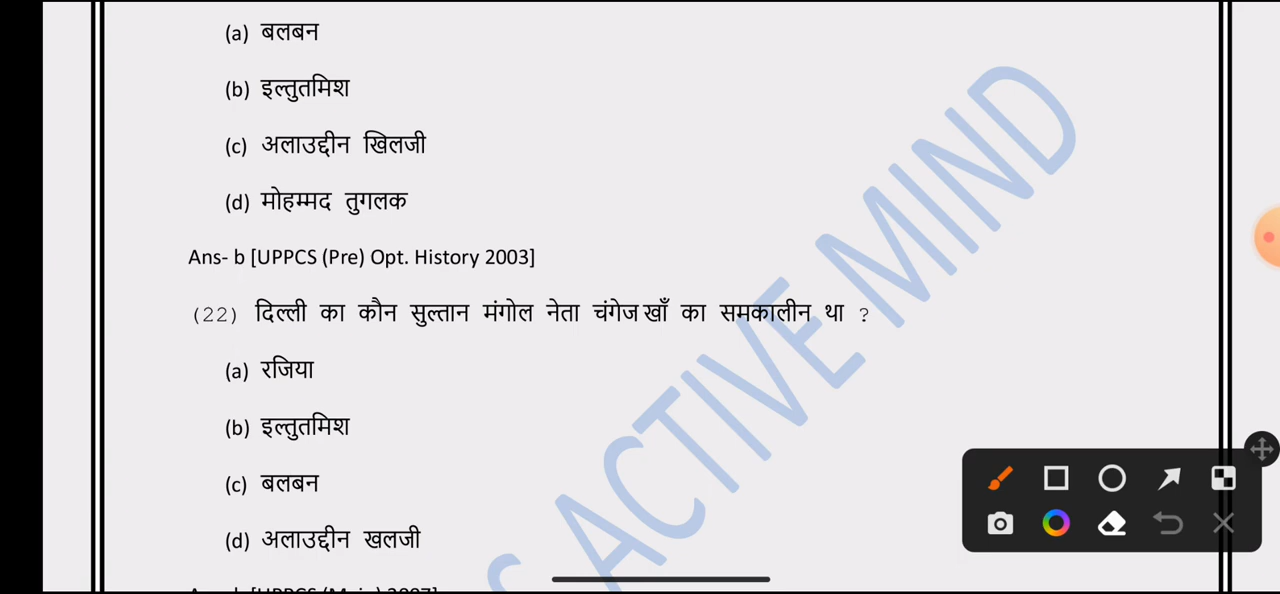 (a) बलबन
(b) इल्तुतमिश
(c) अलाउद्दीन खिलजी
(d) मोहम्मद तुगलक
Ans- b [UPPCS (Pre) Opt. History 2003]
(22) दिल्ली का कौन सुल्तान मंगोल नेता चंगेज खाँ का समकालीन था ?
(a) रजिया
(b) इल्तुतमिश
(c) बलबन
(d) अलाउद्दीन खलजी
ACTIVE MIND